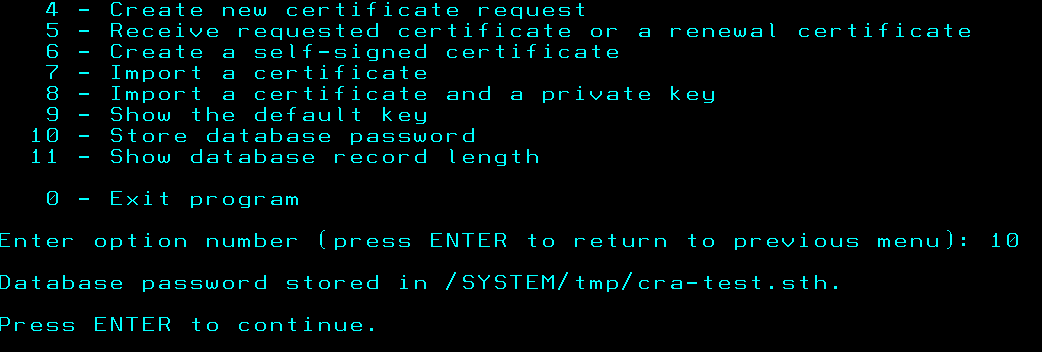 4 - Create new certificate request
5 - Receive requested certificate or a renewal certificate
6 - Create a self-signed certificate
7 - Import a certificate
8 - Import a certificate and a private key
9 - Show the default key
10 - Store database password
11 - Show database record length
0 - Exit program
Enter option number (press ENTER to return to previous menu): 10
Database password stored in /SYSTEM/tmp/cra-test.sth.
Press ENTER to continue.